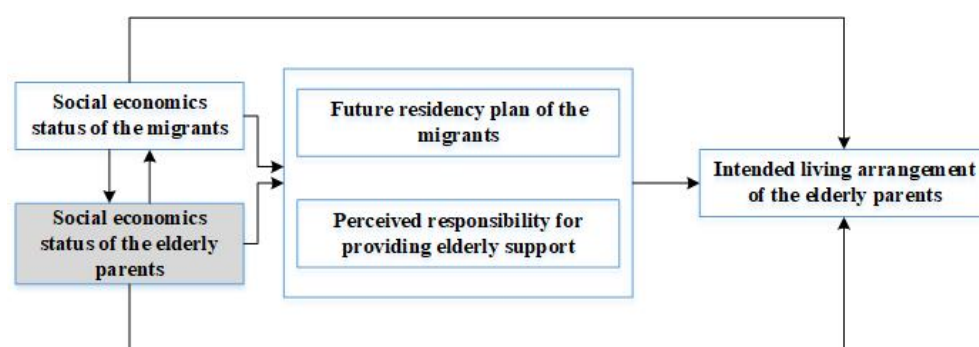 Social economics
status of the migrants
Social economics
status of the elderly
parents
Future residency plan of the
migrants
Perceived responsibility for
providing elderly support
Intended living arrangement
of the elderly parents